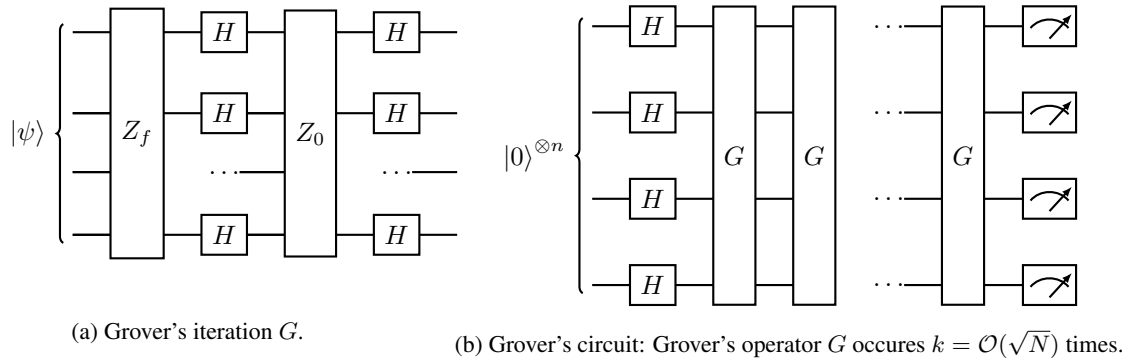 |ψ⟩
Z_f
H
H
...
H
Z_0
H
H
...
H
(a) Grover's iteration G.
|0⟩^{⊗n}
H
H
H
H
G
G
...
...
...
...
G
(b) Grover's circuit: Grover's operator G occures k = O(√N) times.